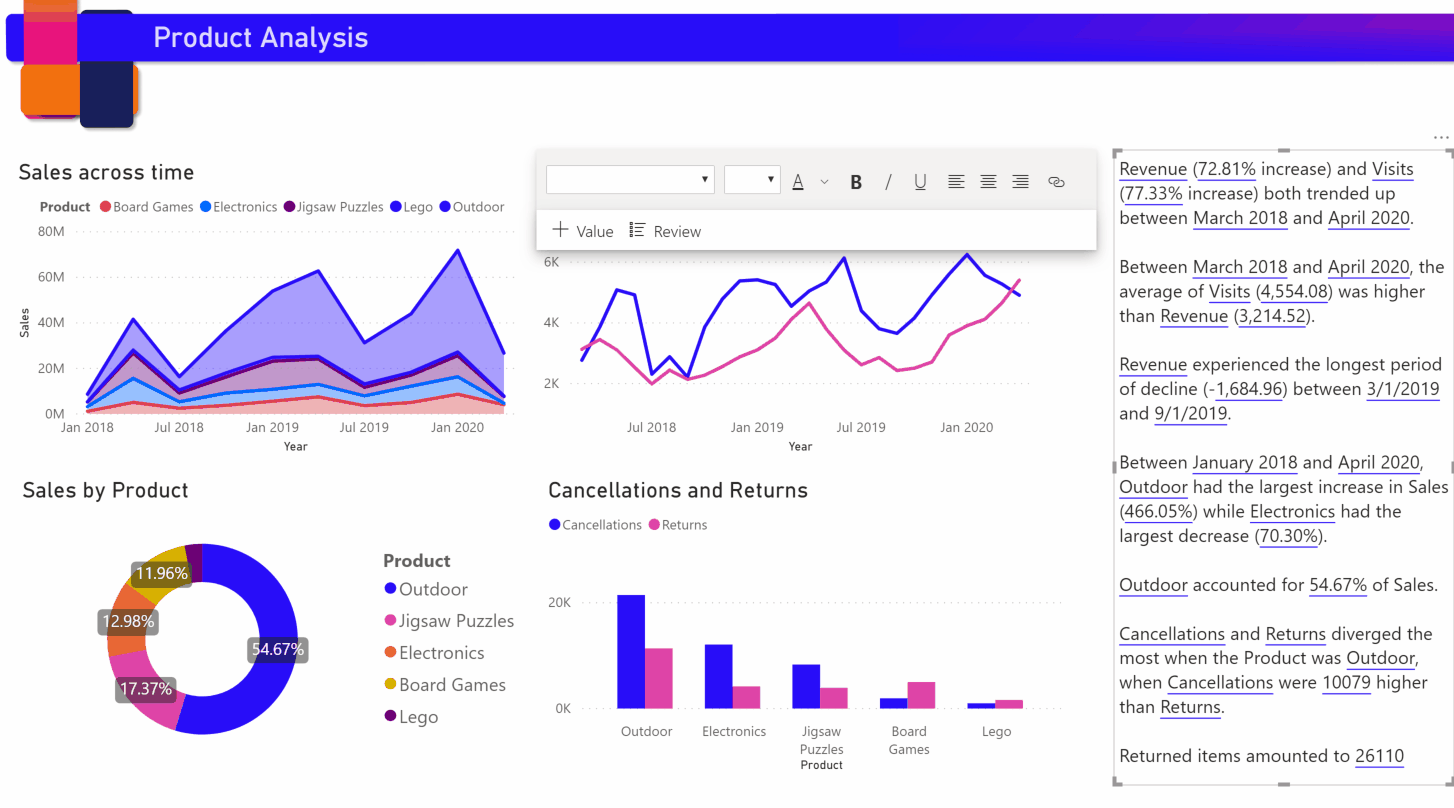 Product Analysis
Sales across time
Product Board Games Electronics Jigsaw Puzzles Lego Outdoor
80M
60M
40M
20M
0M
Sales
Jan 2018 Jul 2018 Jan 2019 Jul 2019 Jan 2020
Year
A B / U
+ Value Review
6K
4K
2K
Jul 2018 Jan 2019 Jul 2019 Jan 2020
Year
Sales by Product
11.96%
12.98%
17.37%
54.67%
Product
Outdoor
Jigsaw Puzzles
Electronics
Board Games
Lego
Cancellations and Returns
Cancellations Returns
20K
0K
Outdoor Electronics Jigsaw Board Lego
Puzzles Games
Product
...
Revenue (72.81% increase) and Visits
(77.33% increase) both trended up
between March 2018 and April 2020.
Between March 2018 and April 2020, the
average of Visits (4,554.08) was higher
than Revenue (3,214.52).
Revenue experienced the longest period
of decline (-1,684.96) between 3/1/2019
and 9/1/2019.
Between January 2018 and April 2020,
Outdoor had the largest increase in Sales
(466.05%) while Electronics had the
largest decrease (70.30%).
Outdoor accounted for 54.67% of Sales.
Cancellations and Returns diverged the
most when the Product was Outdoor,
when Cancellations were 10079 higher
than Returns.
Returned items amounted to 26110